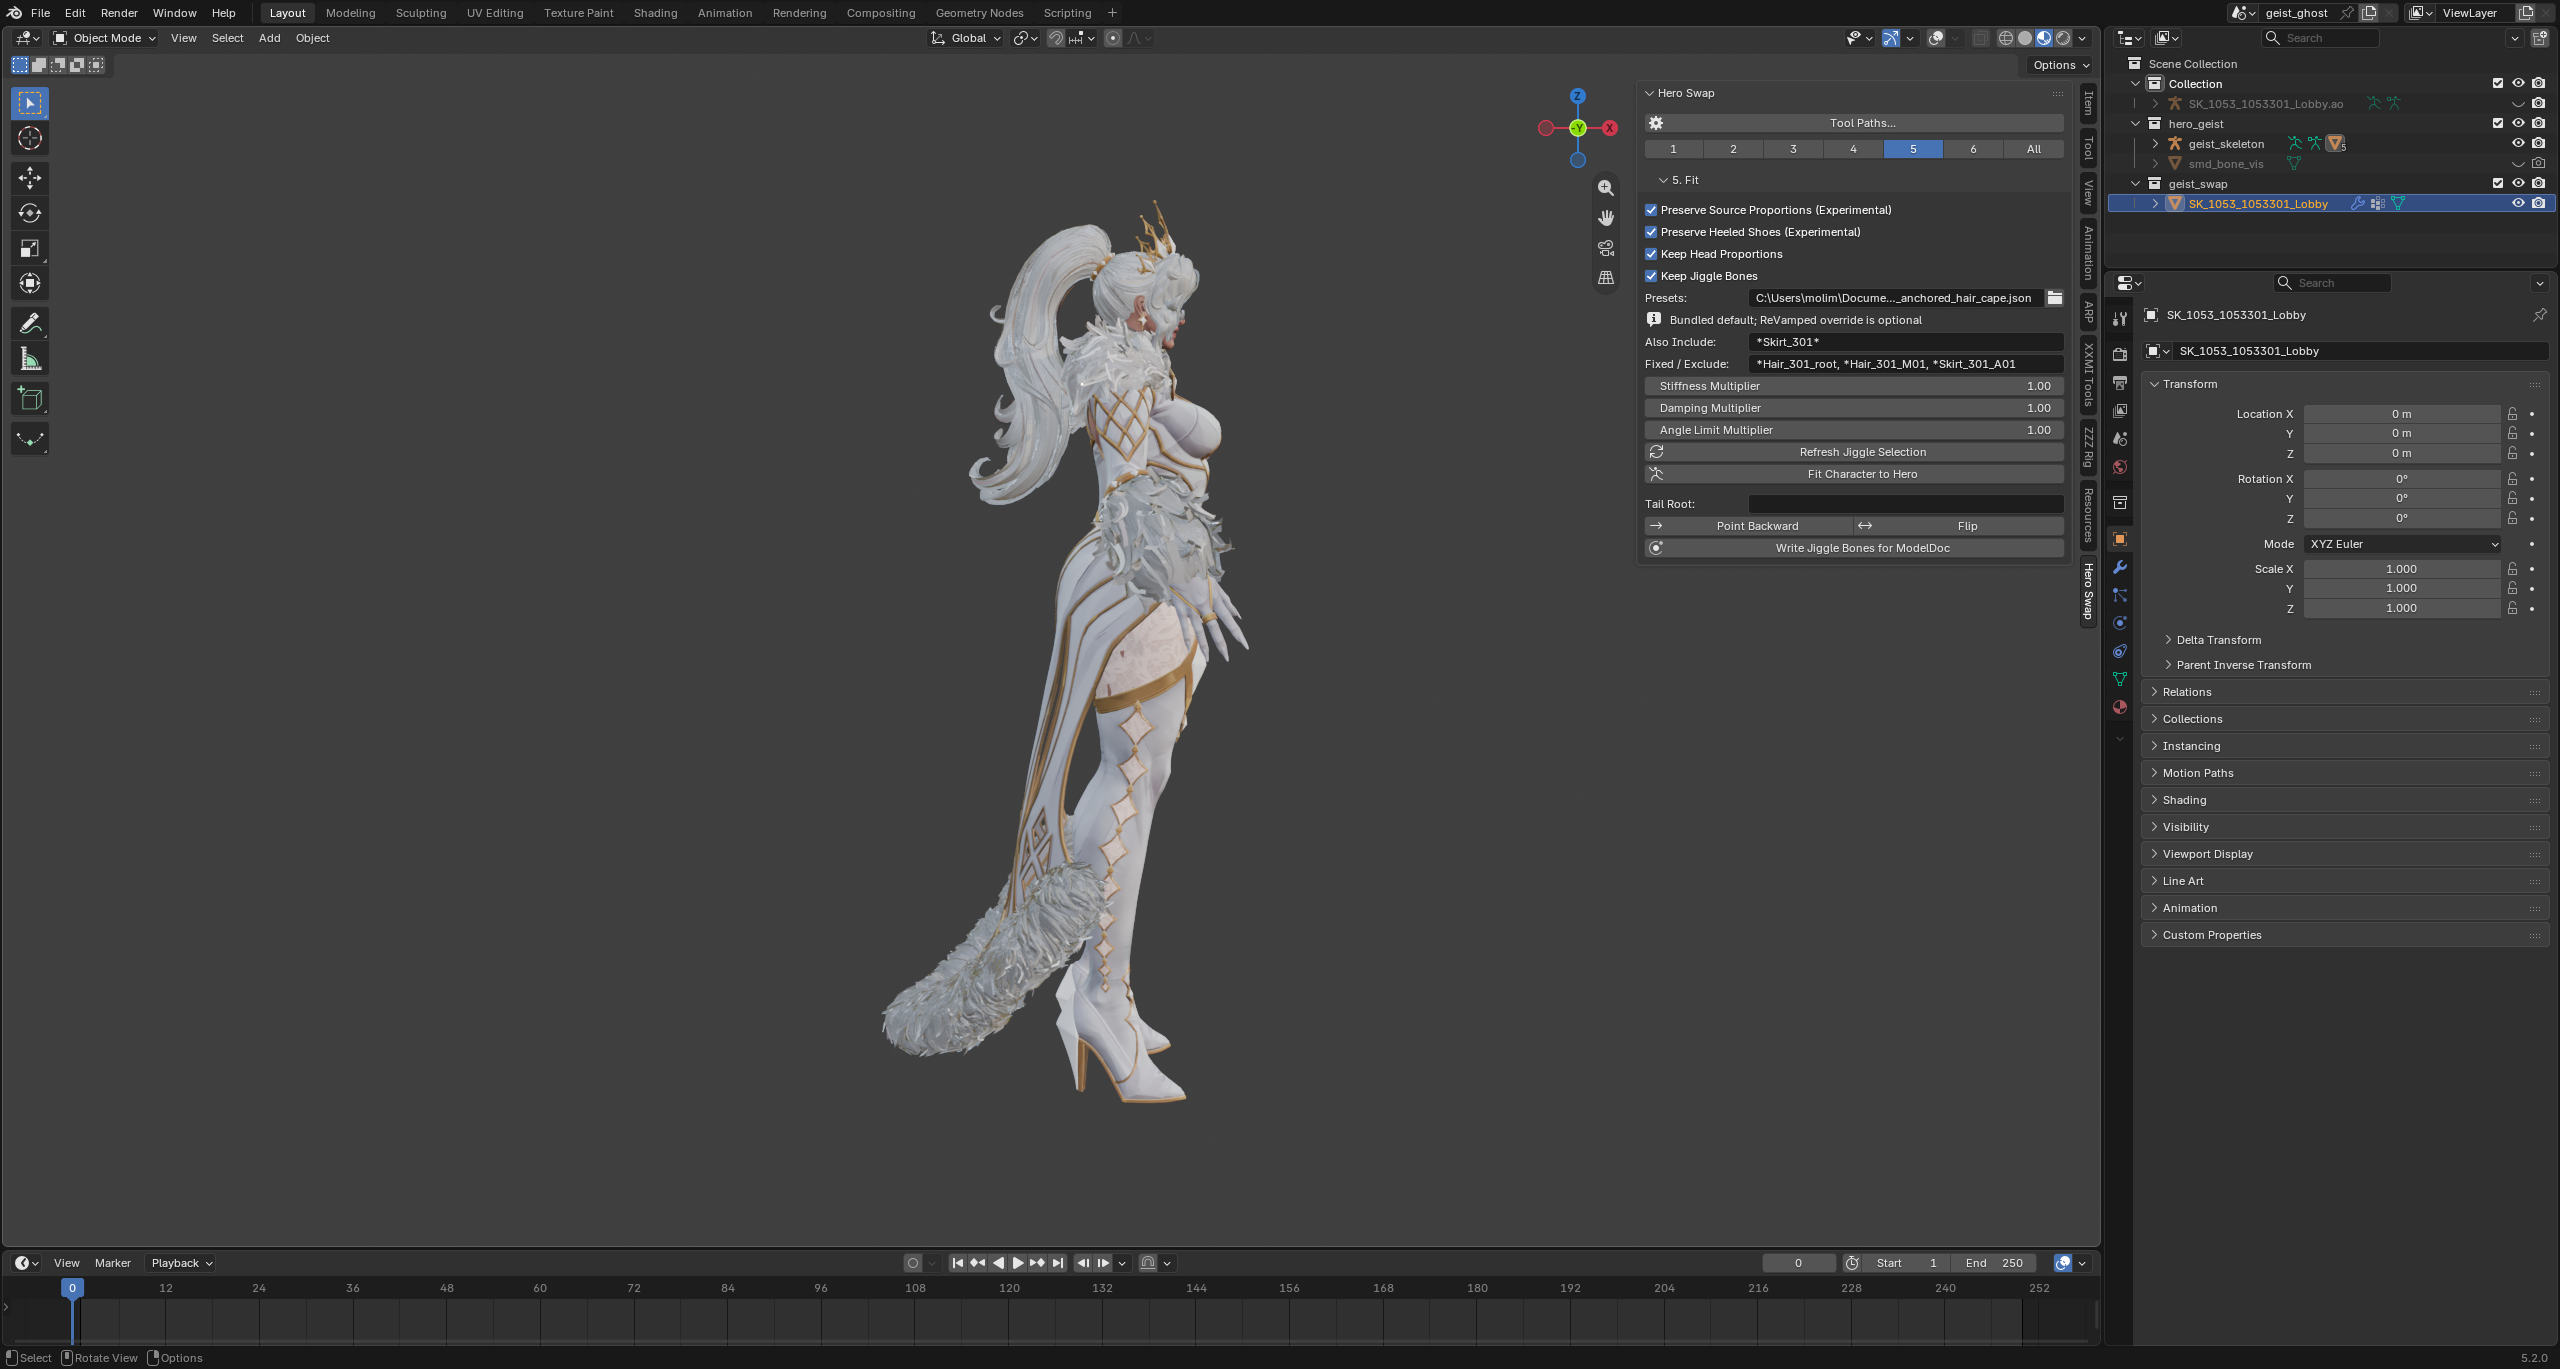 File Edit Render Window Help Layout Modeling Sculpting UV Editing Texture Paint Shading Animation Rendering Compositing Geometry Nodes Scripting + geist_ghost ViewLayer
Object Mode View Select Add Object Global Search
Options
Scene Collection
Collection
SK_1053_1053301_Lobby.ao
hero_geist
geist_skeleton 5
smd_bone_vis
geist_swap
SK_1053_1053301_Lobby
Z
-Y X
Hero Swap
Tool Paths...
1 2 3 4 5 6 All
5. Fit
Preserve Source Proportions (Experimental)
Preserve Heeled Shoes (Experimental)
Keep Head Proportions
Keep Jiggle Bones
Presets: C:\Users\molim\Docume..._anchored_hair_cape.json
Bundled default; ReVamped override is optional
Also Include: *Skirt_301*
Fixed / Exclude: *Hair_301_root, *Hair_301_M01, *Skirt_301_A01
Stiffness Multiplier 1.00
Damping Multiplier 1.00
Angle Limit Multiplier 1.00
Refresh Jiggle Selection
Fit Character to Hero
Tail Root:
Point Backward Flip
Write Jiggle Bones for ModelDoc
Item
Tool
View
Animation
ARP
XXMI Tools
ZZZ Rig
Resources
Hero Swap
Search
SK_1053_1053301_Lobby
SK_1053_1053301_Lobby
Transform
Location X 0 m
Y 0 m
Z 0 m
Rotation X 0°
Y 0°
Z 0°
Mode XYZ Euler
Scale X 1.000
Y 1.000
Z 1.000
Delta Transform
Parent Inverse Transform
Relations
Collections
Instancing
Motion Paths
Shading
Visibility
Viewport Display
Line Art
Animation
Custom Properties
View Marker Playback 0 Start 1 End 250
0 12 24 36 48 60 72 84 96 108 120 132 144 156 168 180 192 204 216 228 240 252
Select Rotate View Options 5.2.0